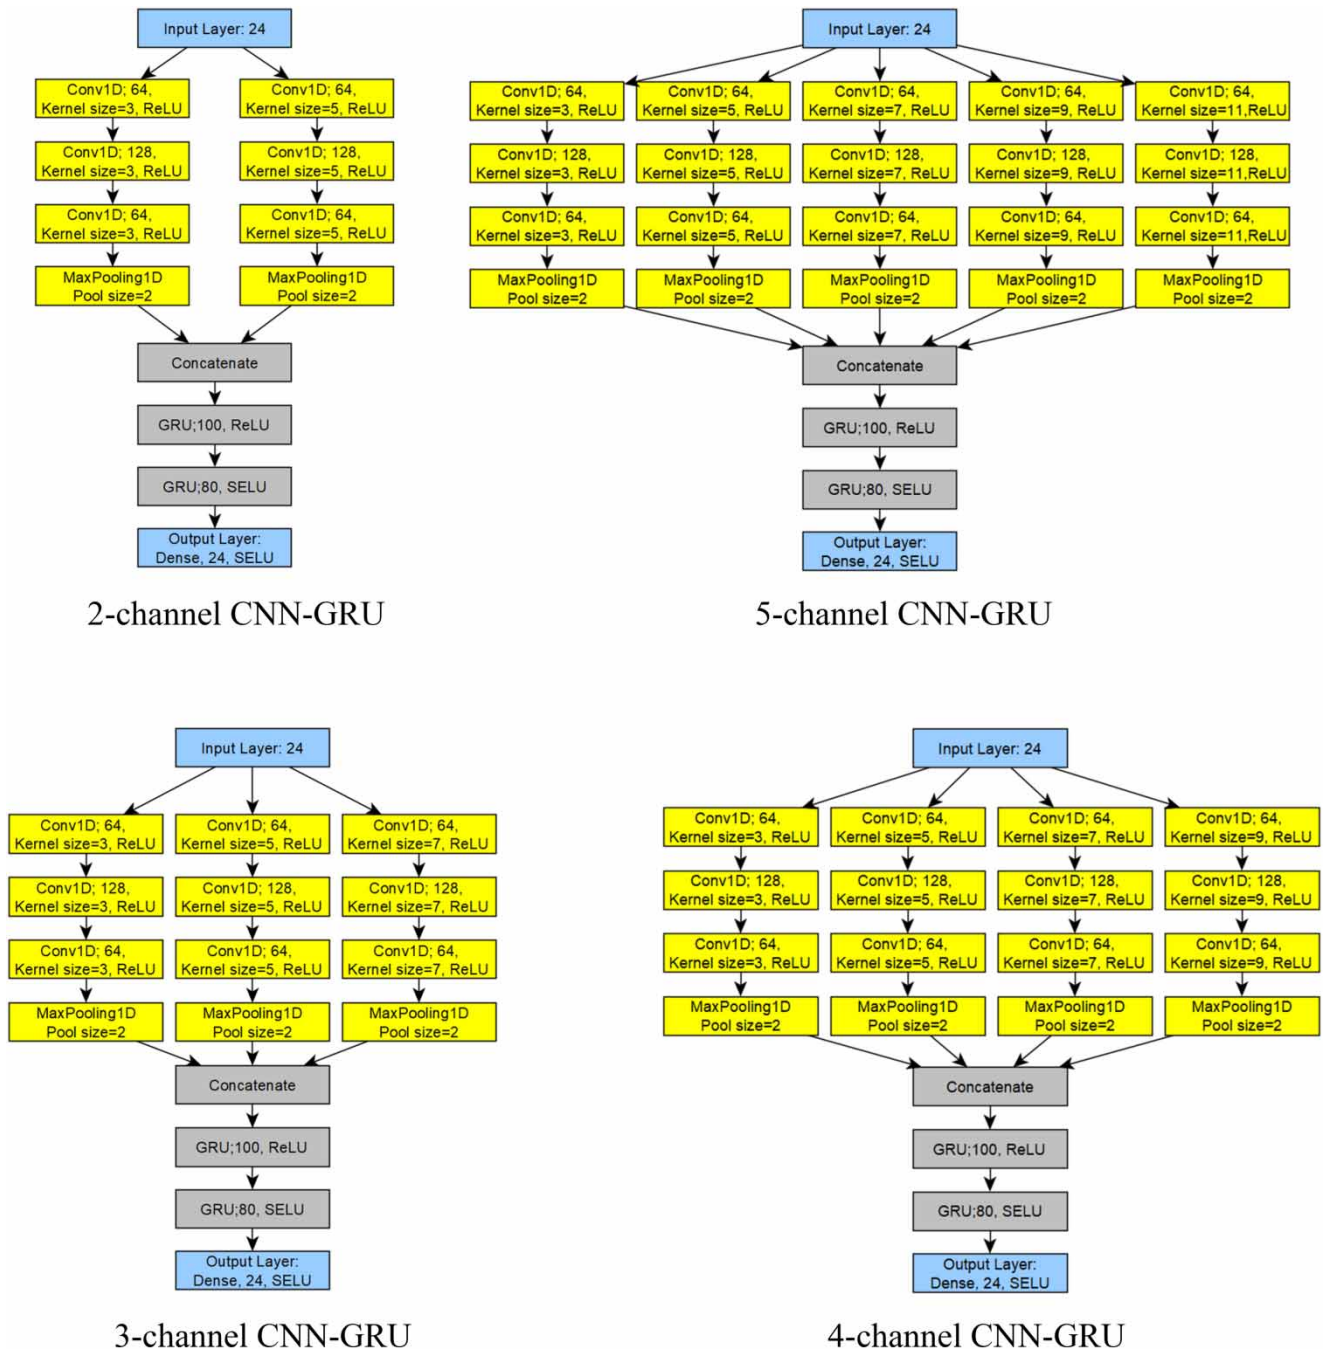 Input Layer: 24
Conv1D; 64,
Kernel size=3, ReLU
Conv1D; 64,
Kernel size=5, ReLU
Conv1D; 128,
Kernel size=3, ReLU
Conv1D; 128,
Kernel size=5, ReLU
Conv1D; 64,
Kernel size=3, ReLU
Conv1D; 64,
Kernel size=5, ReLU
MaxPooling1D
Pool size=2
MaxPooling1D
Pool size=2
Concatenate
GRU;100, ReLU
GRU;80, SELU
Output Layer:
Dense, 24, SELU
2-channel CNN-GRU
Input Layer: 24
Conv1D; 64,
Kernel size=3, ReLU
Conv1D; 64,
Kernel size=5, ReLU
Conv1D; 64,
Kernel size=7, ReLU
Conv1D; 64,
Kernel size=9, ReLU
Conv1D; 64,
Kernel size=11,ReLU
Conv1D; 128,
Kernel size=3, ReLU
Conv1D; 128,
Kernel size=5, ReLU
Conv1D; 128,
Kernel size=7, ReLU
Conv1D; 128,
Kernel size=9, ReLU
Conv1D; 128,
Kernel size=11,ReLU
Conv1D; 64,
Kernel size=3, ReLU
Conv1D; 64,
Kernel size=5, ReLU
Conv1D; 64,
Kernel size=7, ReLU
Conv1D; 64,
Kernel size=9, ReLU
Conv1D; 64,
Kernel size=11,ReLU
MaxPooling1D
Pool size=2
MaxPooling1D
Pool size=2
MaxPooling1D
Pool size=2
MaxPooling1D
Pool size=2
MaxPooling1D
Pool size=2
Concatenate
GRU;100, ReLU
GRU;80, SELU
Output Layer:
Dense, 24, SELU
5-channel CNN-GRU
Input Layer: 24
Conv1D; 64,
Kernel size=3, ReLU
Conv1D; 64,
Kernel size=5, ReLU
Conv1D; 64,
Kernel size=7, ReLU
Conv1D; 128,
Kernel size=3, ReLU
Conv1D; 128,
Kernel size=5, ReLU
Conv1D; 128,
Kernel size=7, ReLU
Conv1D; 64,
Kernel size=3, ReLU
Conv1D; 64,
Kernel size=5, ReLU
Conv1D; 64,
Kernel size=7, ReLU
MaxPooling1D
Pool size=2
MaxPooling1D
Pool size=2
MaxPooling1D
Pool size=2
Concatenate
GRU;100, ReLU
GRU;80, SELU
Output Layer:
Dense, 24, SELU
3-channel CNN-GRU
Input Layer: 24
Conv1D; 64,
Kernel size=3, ReLU
Conv1D; 64,
Kernel size=5, ReLU
Conv1D; 64,
Kernel size=7, ReLU
Conv1D; 64,
Kernel size=9, ReLU
Conv1D; 128,
Kernel size=3, ReLU
Conv1D; 128,
Kernel size=5, ReLU
Conv1D; 128,
Kernel size=7, ReLU
Conv1D; 128,
Kernel size=9, ReLU
Conv1D; 64,
Kernel size=3, ReLU
Conv1D; 64,
Kernel size=5, ReLU
Conv1D; 64,
Kernel size=7, ReLU
Conv1D; 64,
Kernel size=9, ReLU
MaxPooling1D
Pool size=2
MaxPooling1D
Pool size=2
MaxPooling1D
Pool size=2
MaxPooling1D
Pool size=2
Concatenate
GRU;100, ReLU
GRU;80, SELU
Output Layer:
Dense, 24, SELU
4-channel CNN-GRU